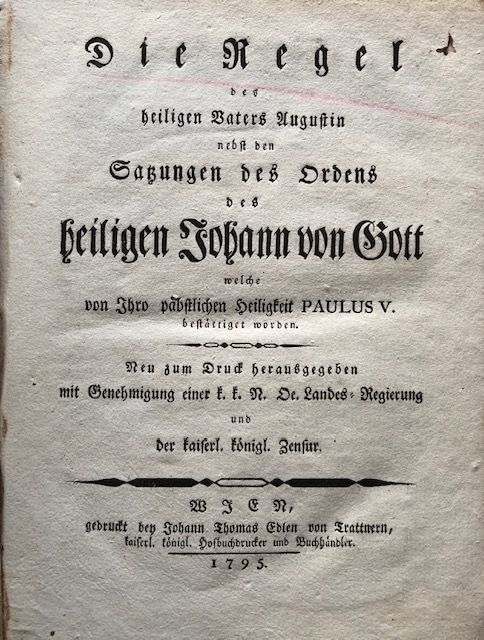 Die Regel
des
heiligen Vaters Augustin
nebst den
Satzungen des Ordens
des
heiligen Johann von Gott
welche
von Ihro päbstlichen Heiligkeit PAULUS V.
bestättiget worden.
Neu zum Druck herausgegeben
mit Genehmigung einer k. k. N. Oe. Landes-Regierung
und
der kaiserl. königl. Zensur.
WIEN,
gedruckt bey Johann Thomas Edlen von Trattnern,
kaiserl. königl. Hofbuchdrucker und Buchhändler.
1795.